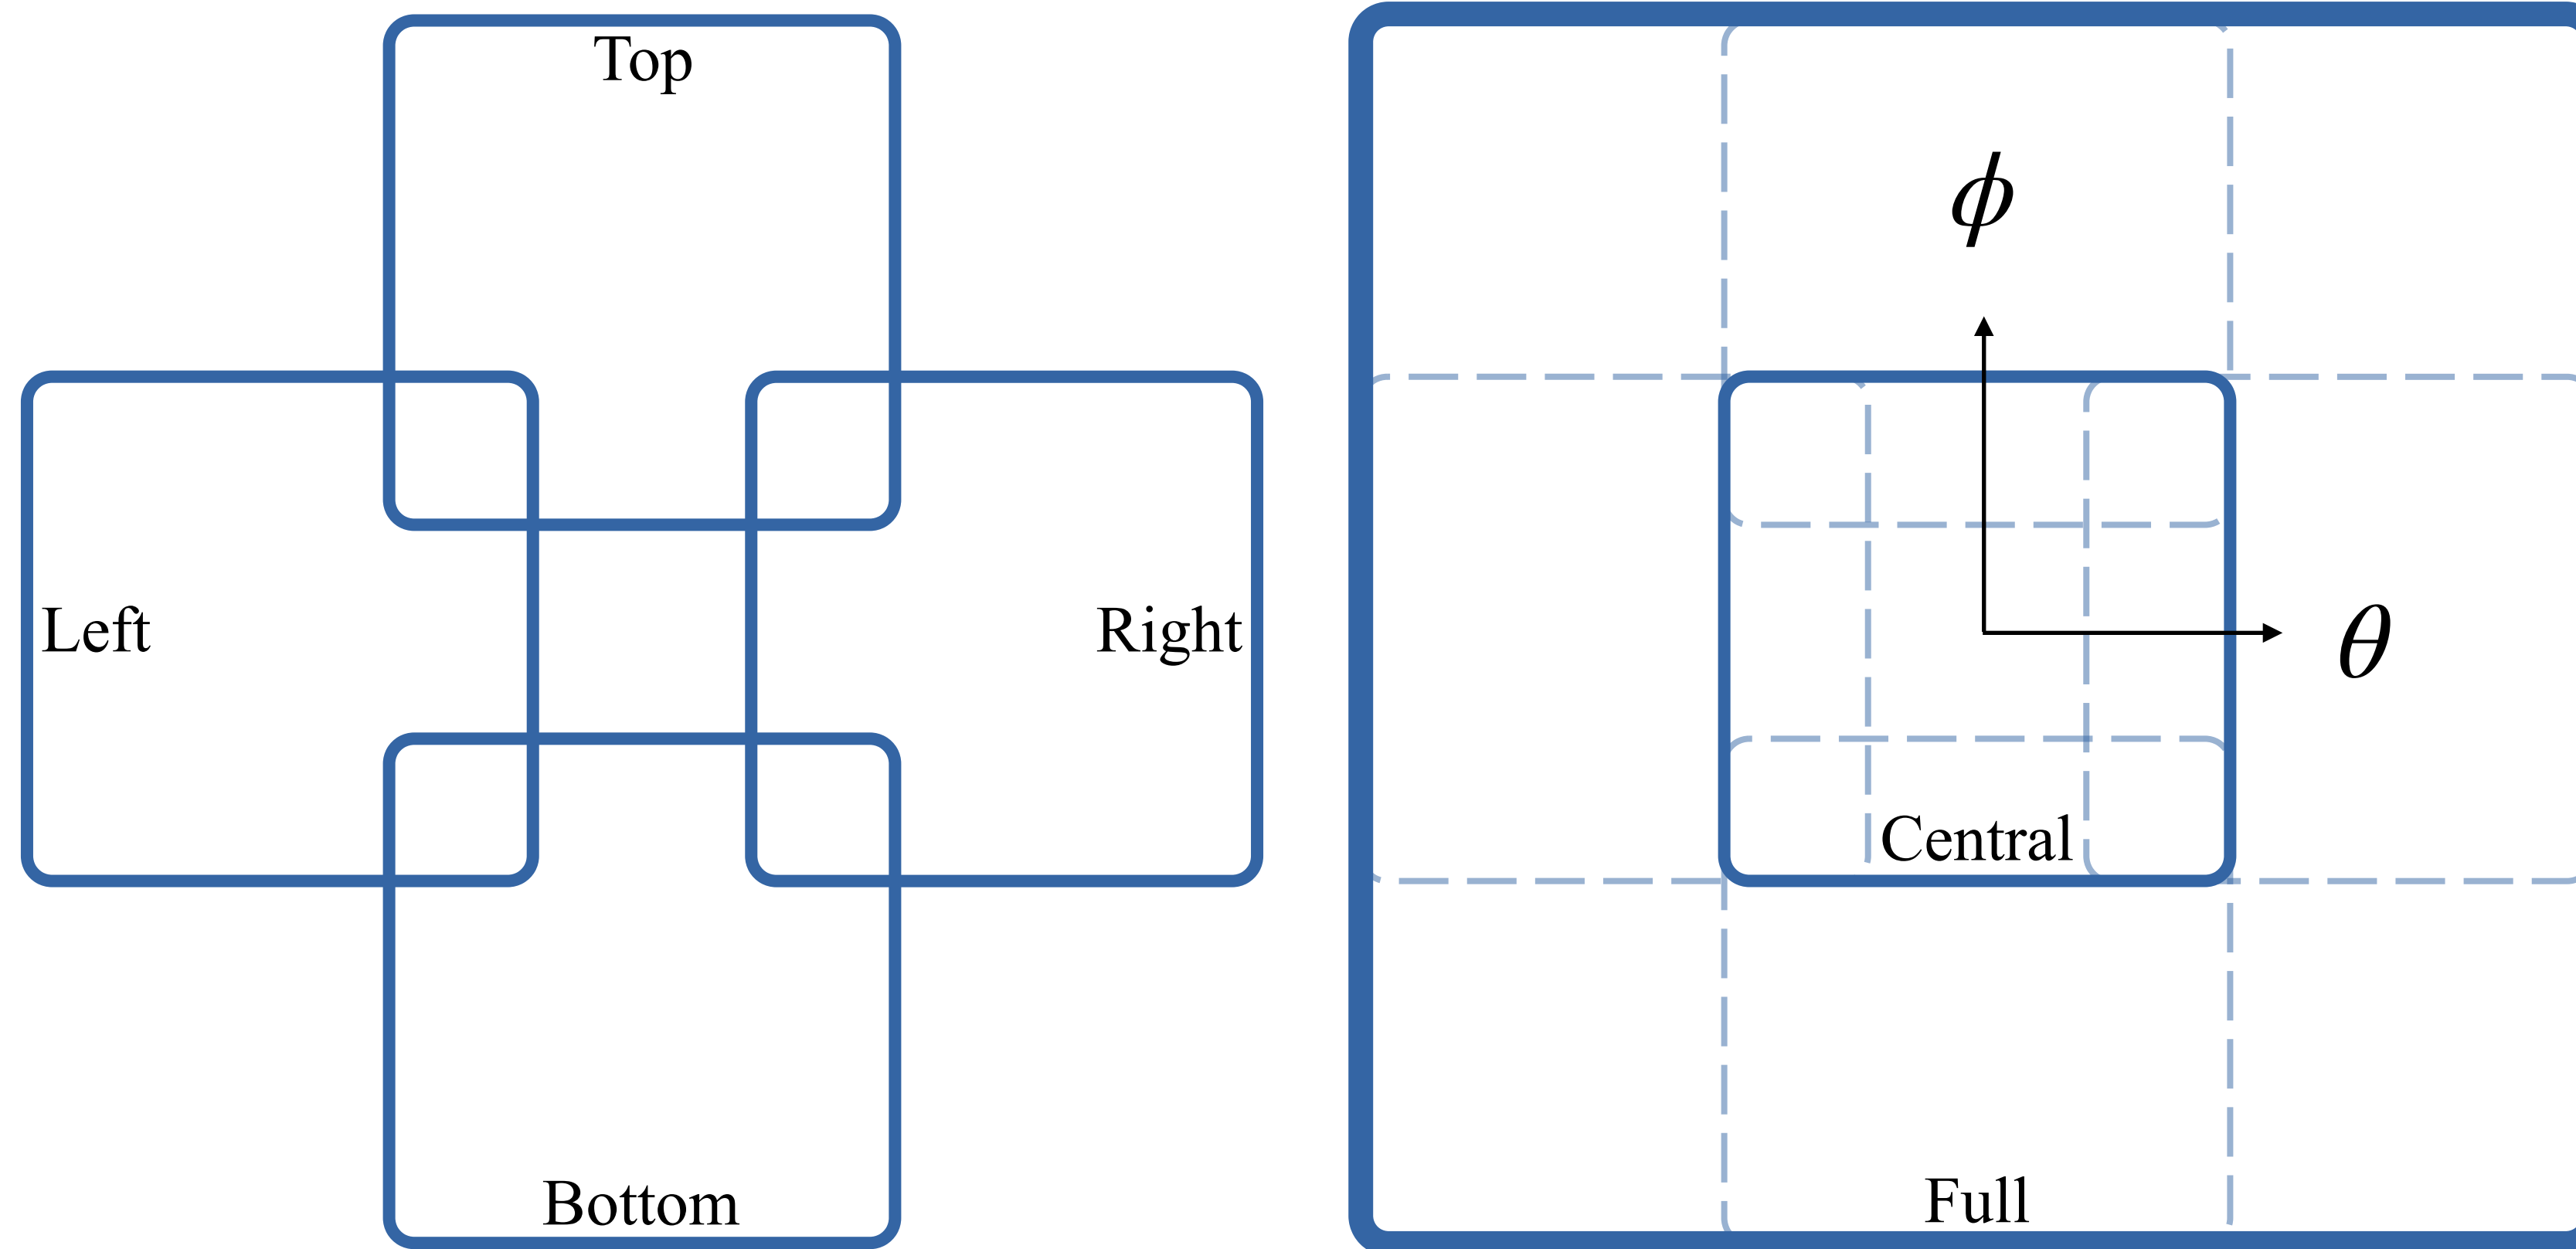 Top
Left
Right
Bottom
ϕ
θ
Central
Full